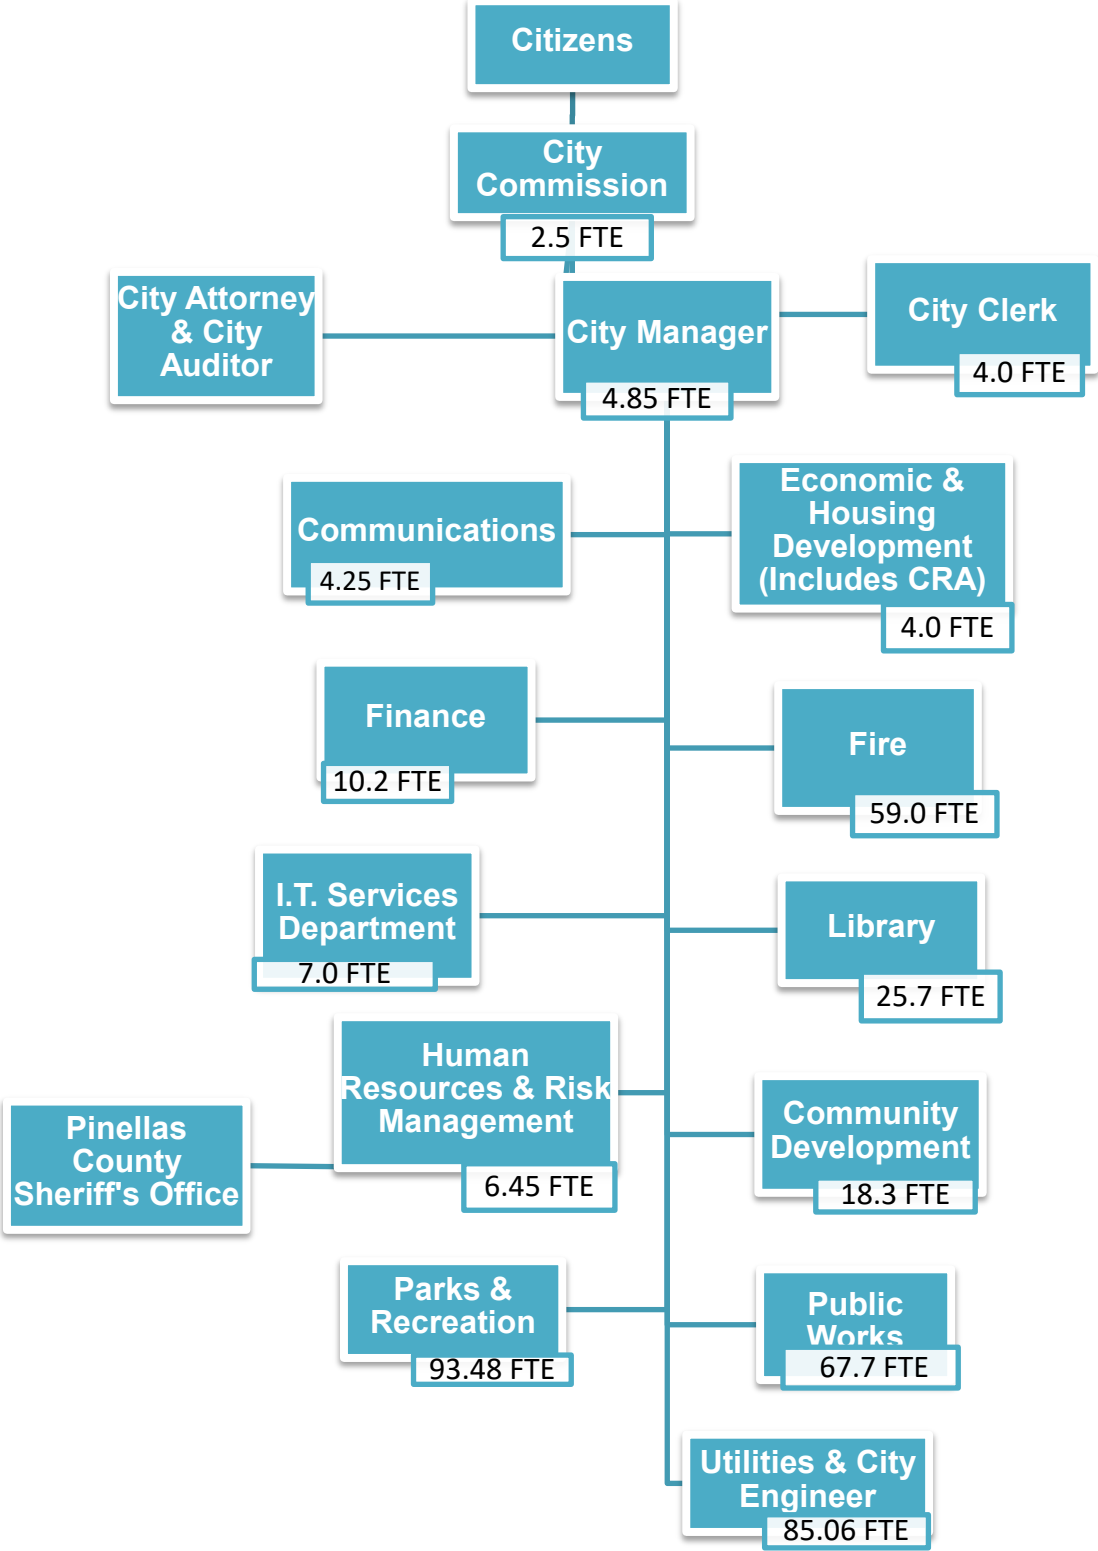 Citizens
City
Commission
2.5 FTE
City Attorney
& City
Auditor
City Manager
4.85 FTE
City Clerk
4.0 FTE
Communications
4.25 FTE
Economic &
Housing
Development
(Includes CRA)
4.0 FTE
Finance
10.2 FTE
Fire
59.0 FTE
I.T. Services
Department
7.0 FTE
Library
25.7 FTE
Human
Resources & Risk
Management
6.45 FTE
Pinellas
County
Sheriff's Office
Community
Development
18.3 FTE
Parks &
Recreation
93.48 FTE
Public
Works
67.7 FTE
Utilities & City
Engineer
85.06 FTE